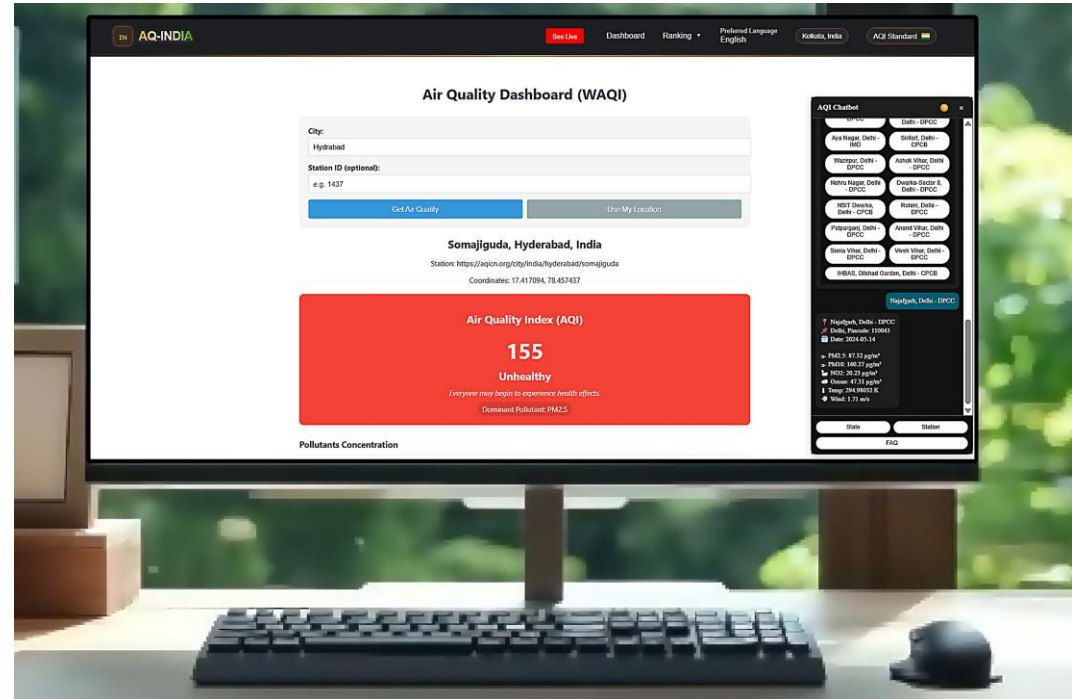 IN AQ-INDIA
See Live
Dashboard
Ranking
Preferred Language
English
Kolkata, India
AQI Standard
Air Quality Dashboard (WAQI)
City:
Hydrabad
Station ID (optional):
e.g. 1437
Get Air Quality
Use My Location
Somajiguda, Hyderabad, India
Station: https://aqicn.org/city/india/hyderabad/somajiguda
Coordinates: 17.417094, 78.457437
Air Quality Index (AQI)
155
Unhealthy
Everyone may begin to experience health effects.
Dominant Pollutant: PM2.5
Pollutants Concentration
AQI Chatbot
×
DPCC
Delhi - DPCC
Aya Nagar, Delhi -
IMD
Sirifort, Delhi -
CPCB
Wazirpur, Delhi -
DPCC
Ashok Vihar, Delhi
- DPCC
Nehru Nagar, Delhi
- DPCC
Dwarka-Sector 8,
Delhi - DPCC
NSIT Dwarka,
Delhi - CPCB
Rohini, Delhi -
DPCC
Patparganj, Delhi -
DPCC
Anand Vihar, Delhi
- DPCC
Sonia Vihar, Delhi -
DPCC
Vivek Vihar, Delhi -
DPCC
IHBAS, Dilshad Garden, Delhi - CPCB
Najafgarh, Delhi - DPCC
Najafgarh, Delhi - DPCC
Delhi, Pincode: 110043
Date: 2024-05-14
PM2.5: 87.32 µg/m³
PM10: 160.27 µg/m³
NO2: 20.23 µg/m³
Ozone: 47.31 µg/m³
Temp: 294.98032 K
Wind: 1.71 m/s
State
Station
FAQ